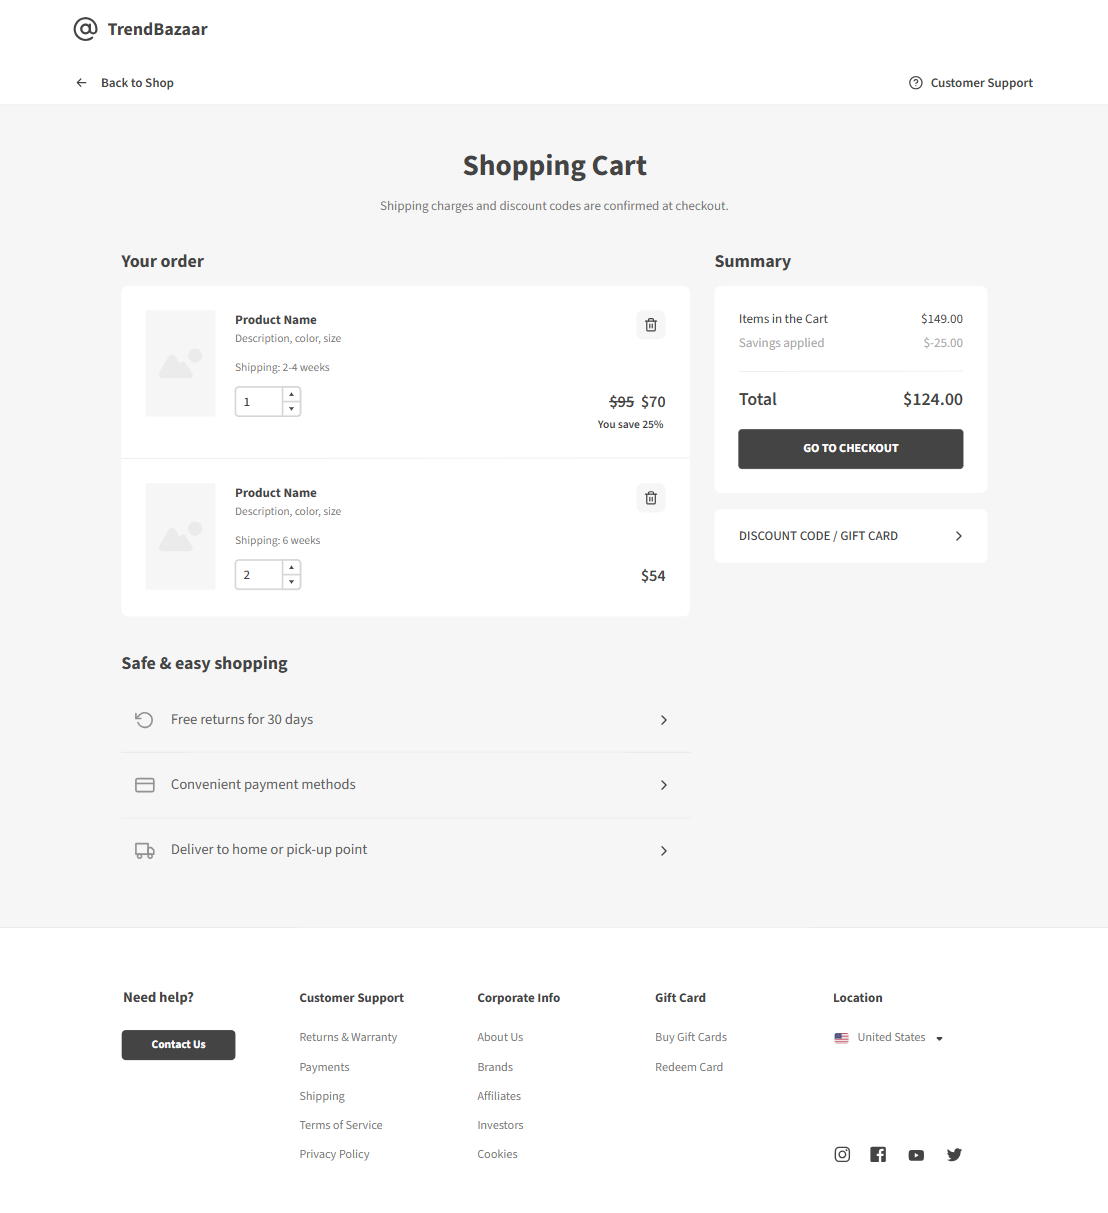 TrendBazaar
Back to Shop
Customer Support
Shopping Cart
Shipping charges and discount codes are confirmed at checkout.
Your order
Product Name
Description, color, size
Shipping: 2-4 weeks
1
$95 $70
You save 25%
Product Name
Description, color, size
Shipping: 6 weeks
2
$54
Summary
Items in the Cart $149.00
Savings applied $-25.00
Total $124.00
GO TO CHECKOUT
DISCOUNT CODE / GIFT CARD
Safe & easy shopping
Free returns for 30 days
Convenient payment methods
Deliver to home or pick-up point
Need help?
Contact Us
Customer Support
Returns & Warranty
Payments
Shipping
Terms of Service
Privacy Policy
Corporate Info
About Us
Brands
Affiliates
Investors
Cookies
Gift Card
Buy Gift Cards
Redeem Card
Location
United States